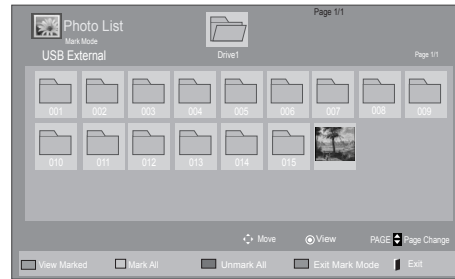 Page 1/1
Photo List
Mark Mode
USB External
Drive1
Page 1/1
001 002 003 004 005 006 007 008 009
010 011 012 013 014 015
Move View PAGE Page Change
View Marked Mark All Unmark All Exit Mark Mode Exit